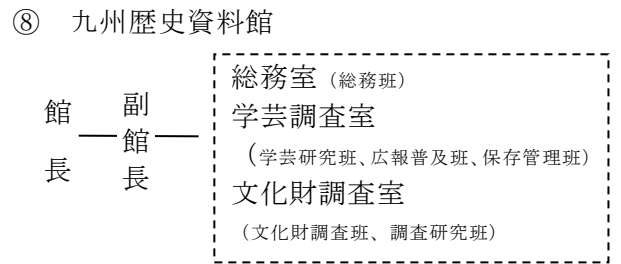 ⑧　九州歴史資料館
館長
副館長
総務室（総務班）
学芸調査室
（学芸研究班、広報普及班、保存管理班）
文化財調査室
（文化財調査班、調査研究班）